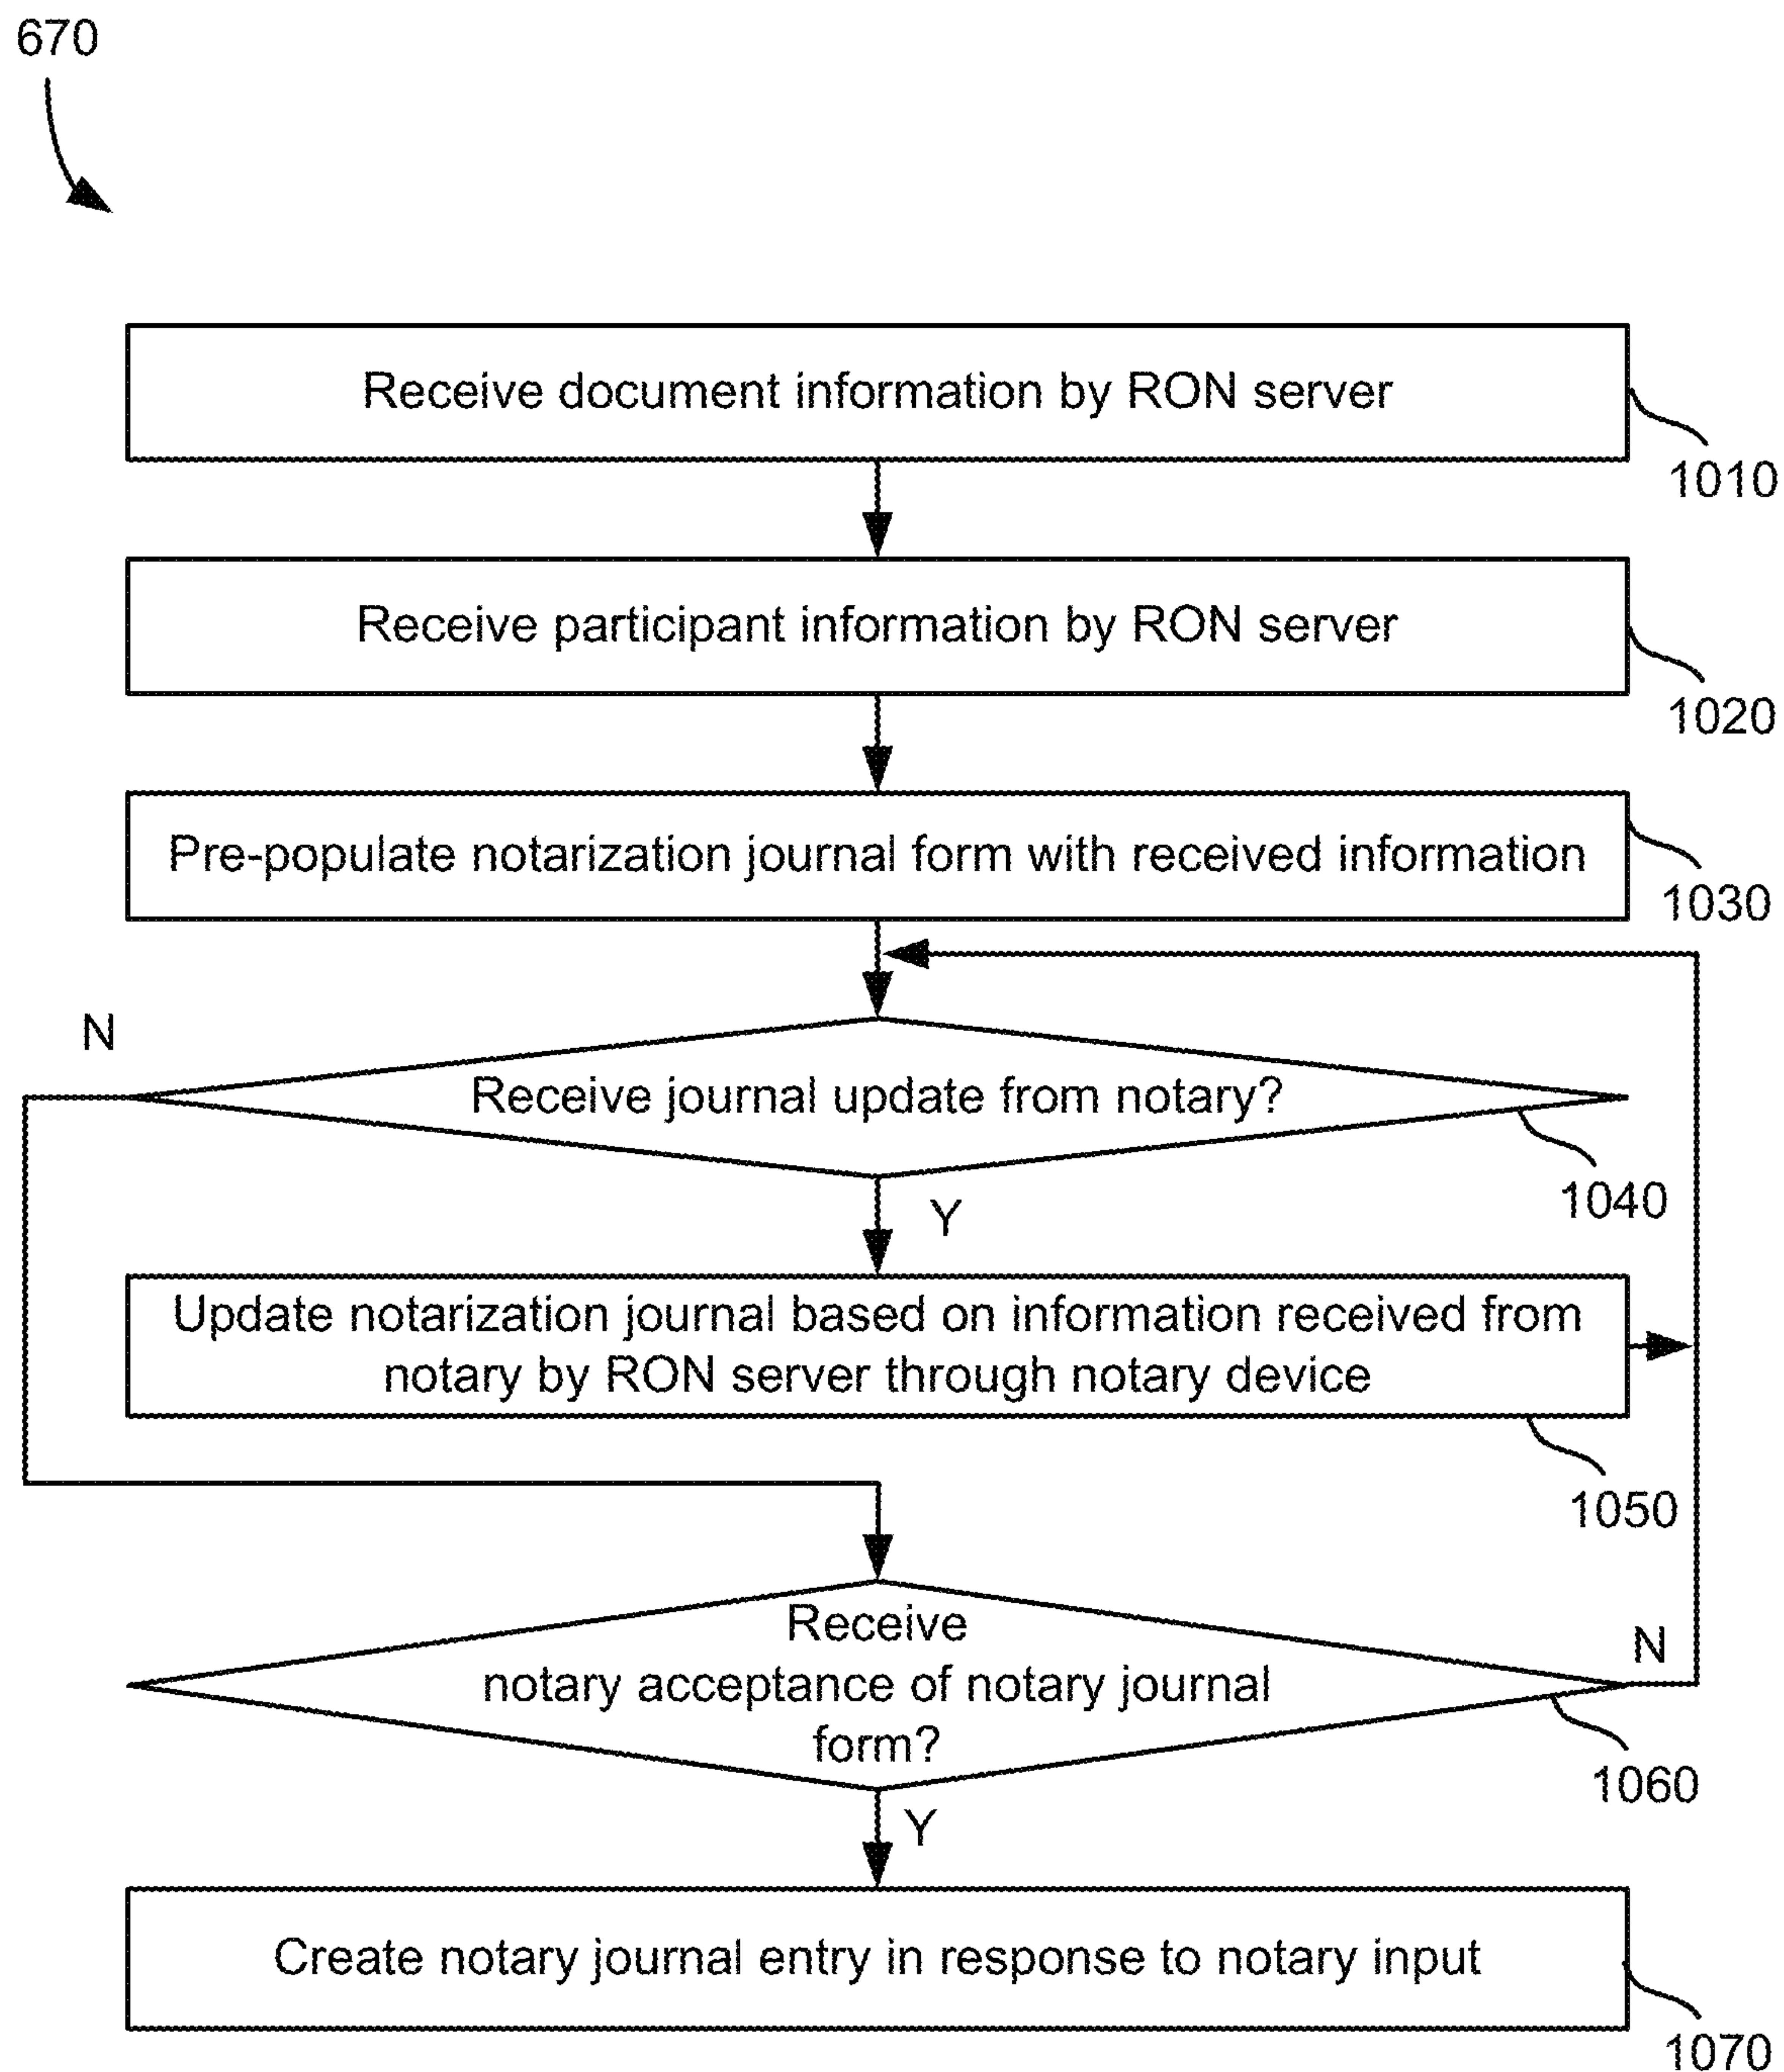 670
Receive document information by RON server
1010
Receive participant information by RON server
1020
Pre-populate notarization journal form with received information
1030
N
Receive journal update from notary?
1040
Y
Update notarization journal based on information received from
notary by RON server through notary device
1050
Receive
notary acceptance of notary journal
form?
N
1060
Y
Create notary journal entry in response to notary input
1070